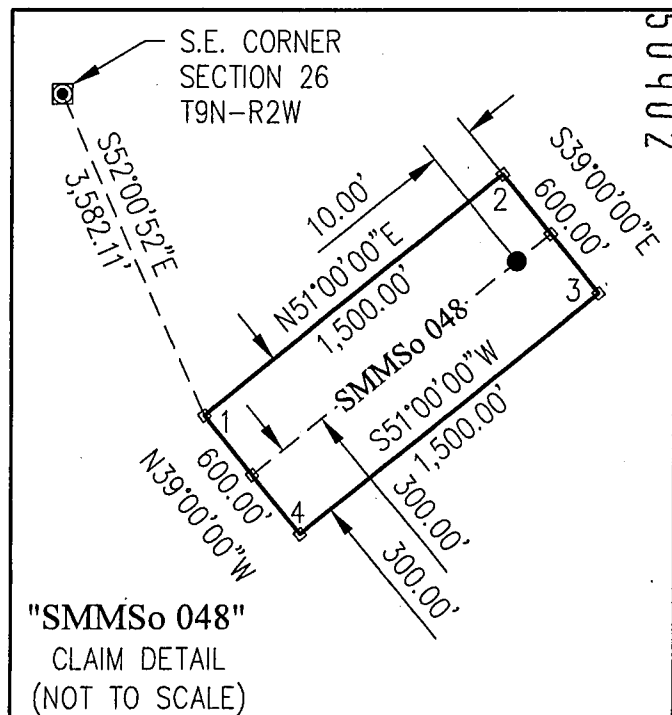 S.E. CORNER
SECTION 26
T9N-R2W
50902
S52°00'52"E
3,582.11'
10.00'
2
S39°00'00"E
600.00'
N51°00'00"E
1,500.00'
3
SMMSo 048
S51°00'00"W
1,500.00'
1
600.00'
N39°00'00"W
4
300.00'
300.00'
"SMMSo 048"
CLAIM DETAIL
(NOT TO SCALE)